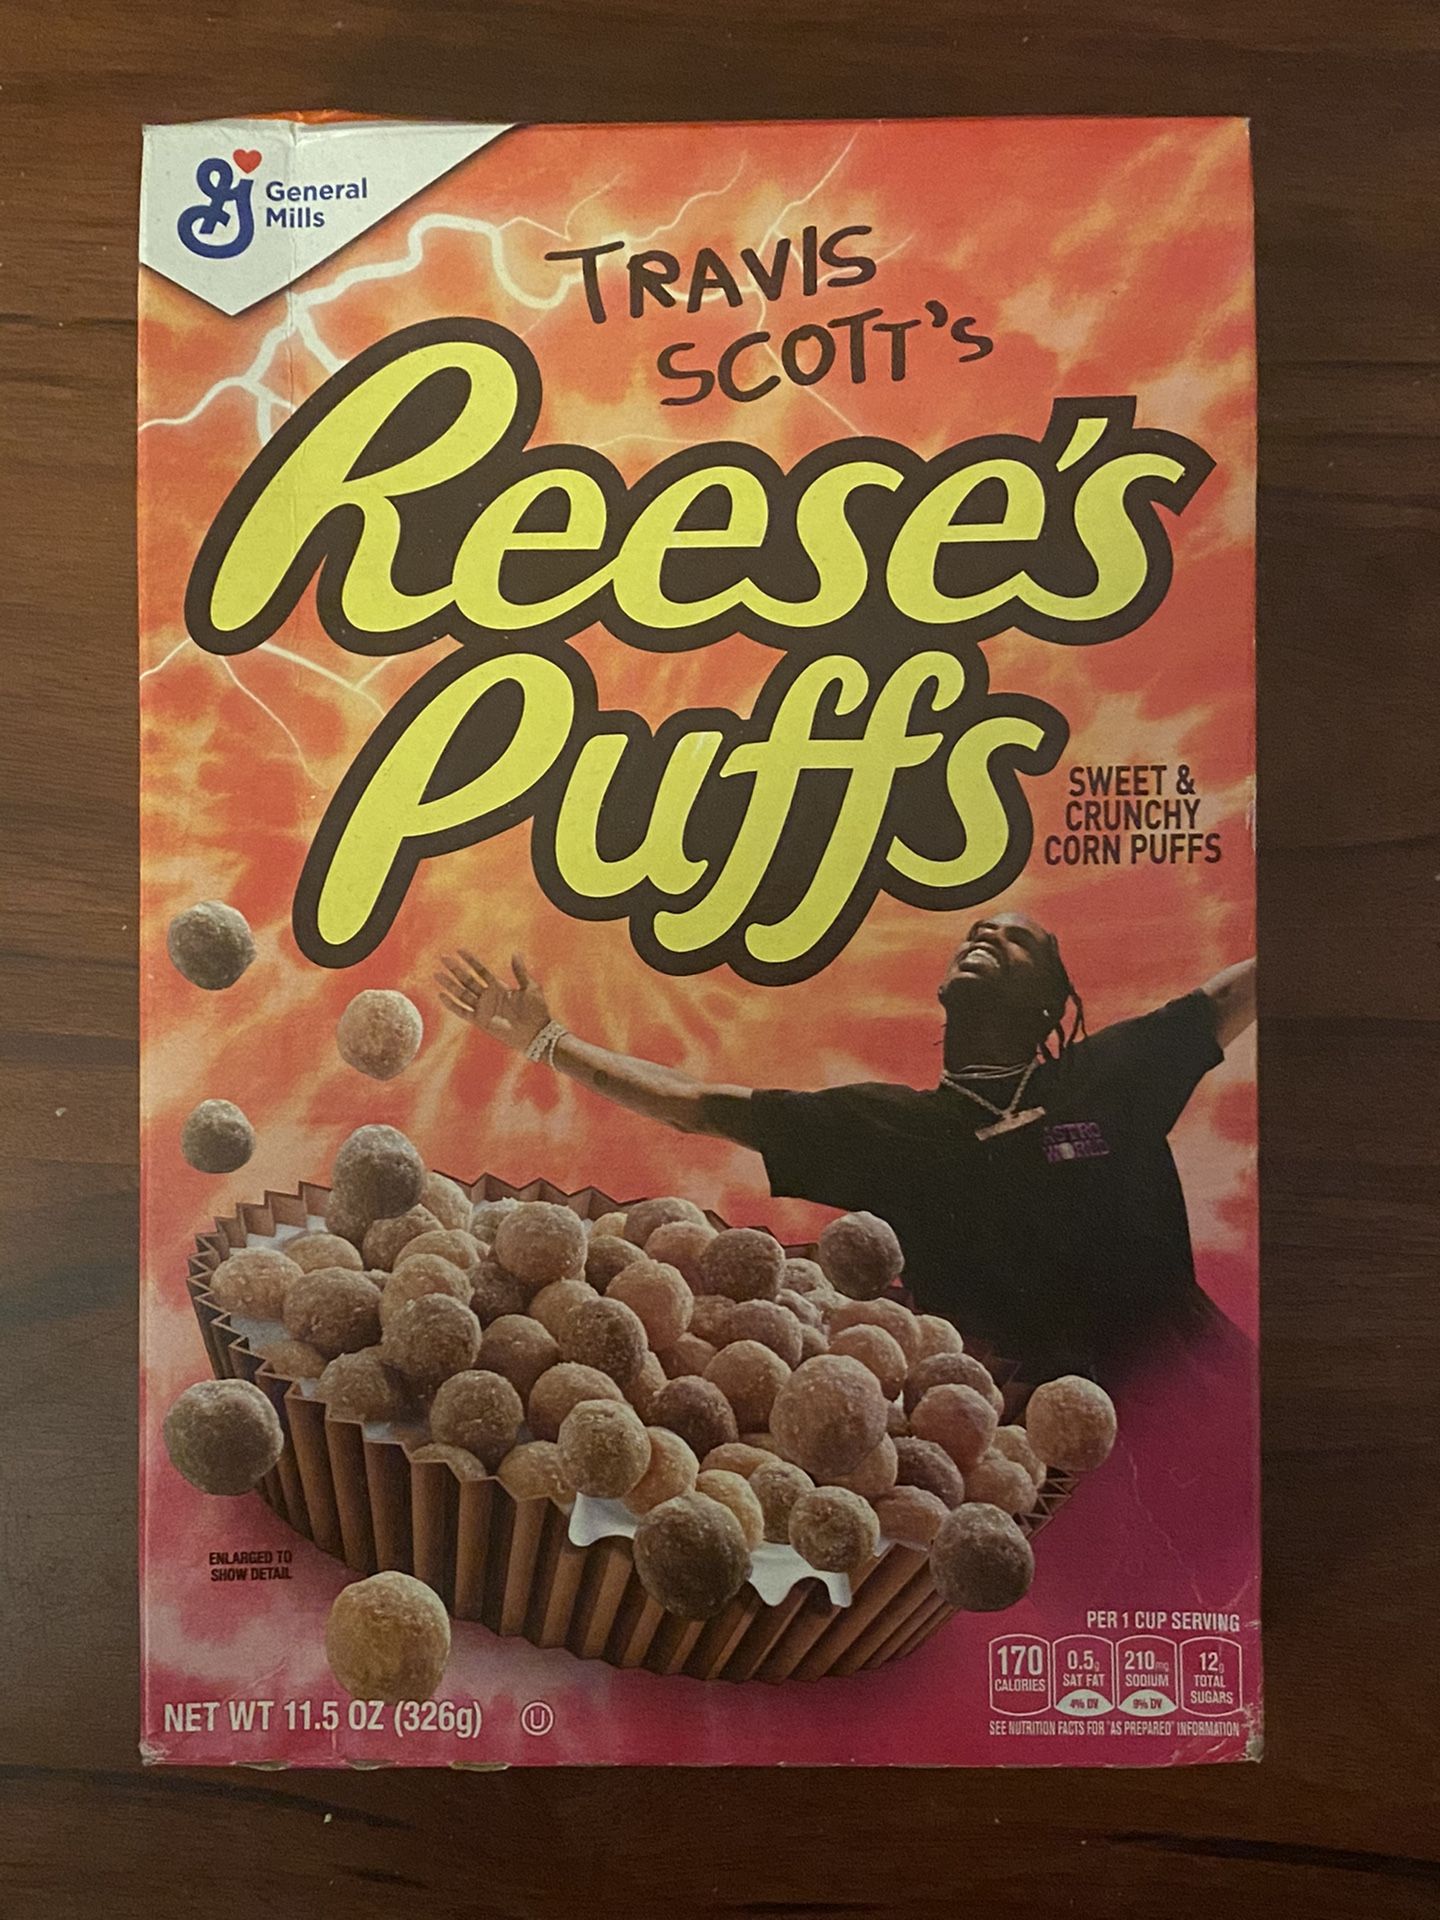 General
Mills
TRAVIS
SCOTT'S
Reese's
Puffs
SWEET &
CRUNCHY
CORN PUFFS
ASTRO
WORLD
ENLARGED TO
SHOW DETAIL
PER 1 CUP SERVING
170
CALORIES
0.5g
SAT FAT
4% DV
210mg
SODIUM
9% DV
12g
TOTAL
SUGARS
SEE NUTRITION FACTS FOR "AS PREPARED" INFORMATION
NET WT 11.5 OZ (326g) U